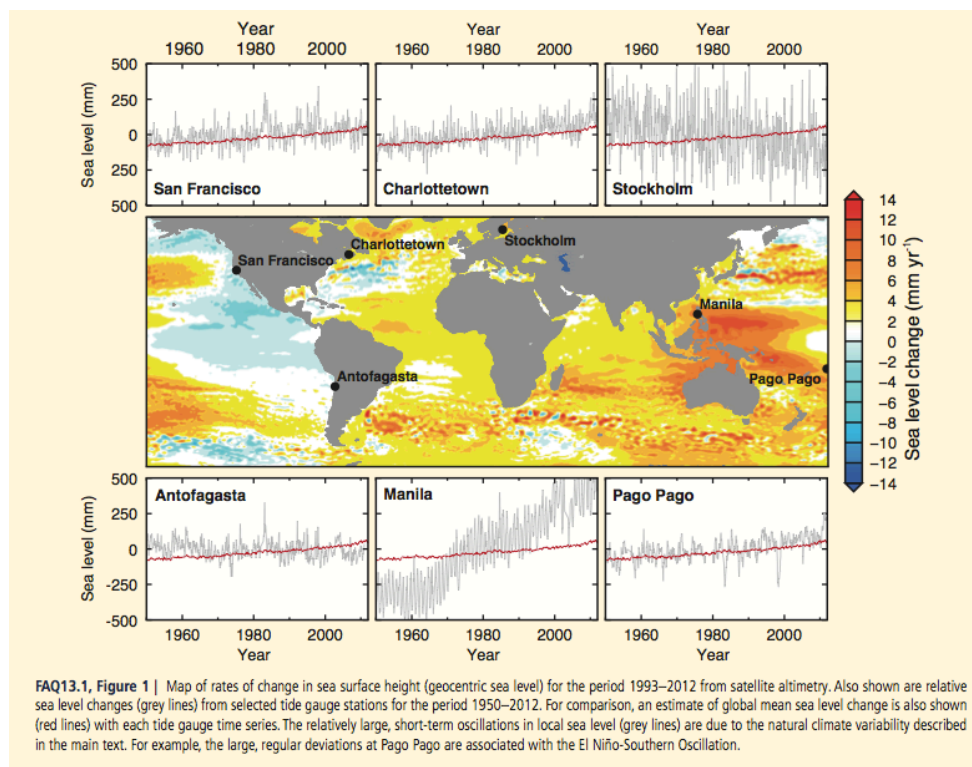 Year
Year
1960
1980
2000
1960
1980
2000
1960
1980
2000
Sea level (mm)
500
250
0
250
500
San Francisco
Charlottetown
Stockholm
San Francisco
Charlottetown
Stockholm
Manila
Antofagasta
Pago Pago
14
12
10
8
6
4
2
0
−2
−4
−6
−8
−10
−12
−14
Sea level change (mm yr-1)
Sea level (mm)
500
250
0
-250
-500
Antofagasta
Manila
Pago Pago
1960
1980
2000
1960
1980
2000
1960
1980
2000
Year
Year
Year
FAQ13.1, Figure 1 | Map of rates of change in sea surface height (geocentric sea level) for the period 1993–2012 from satellite altimetry. Also shown are relative
sea level changes (grey lines) from selected tide gauge stations for the period 1950–2012. For comparison, an estimate of global mean sea level change is also shown
(red lines) with each tide gauge time series. The relatively large, short-term oscillations in local sea level (grey lines) are due to the natural climate variability described
in the main text. For example, the large, regular deviations at Pago Pago are associated with the El Niño-Southern Oscillation.